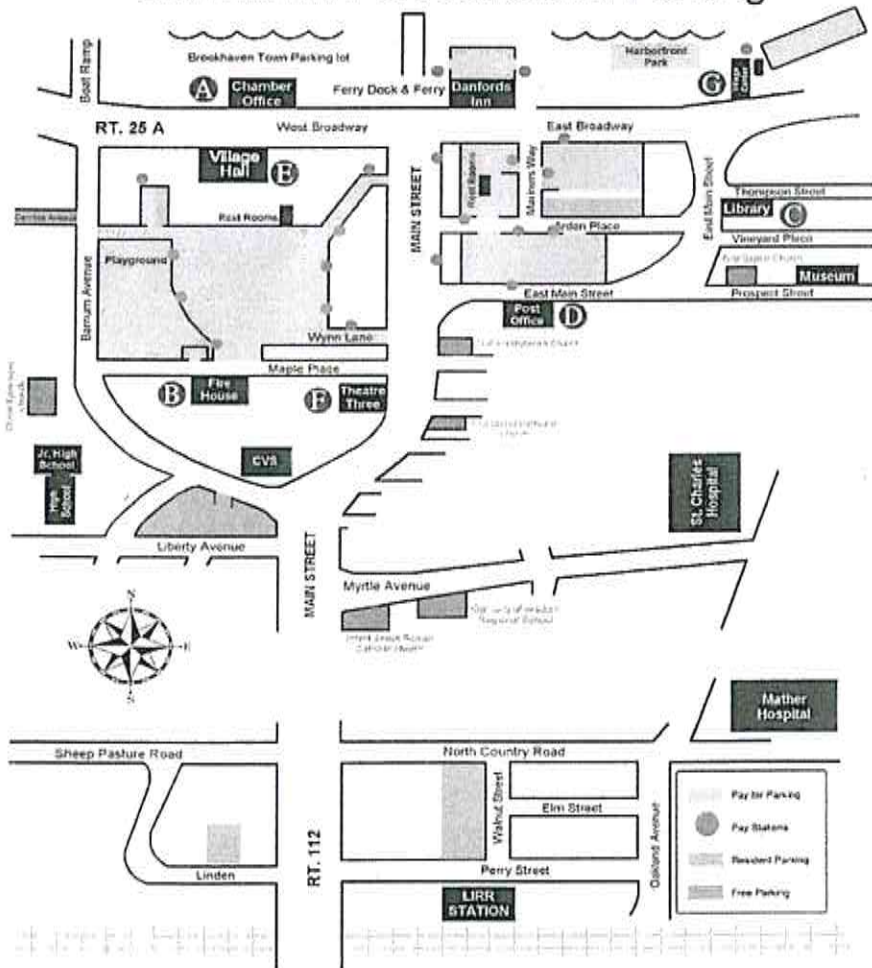 Brookhaven Town Parking lot
Harborfront
Park
Boat Ramp
A
Chamber
Office
Ferry Dock & Ferry
Danfords
Inn
G
Village
Center
RT. 25 A
West Broadway
East Broadway
Village
Hall
E
MAIN STREET
Rest Rooms
Mariners Way
East Main Street
Thompson Street
Rest Rooms
Library
C
Arden Place
Vineyard Place
Playground
Barnum Avenue
Museum
East Main Street
Prospect Street
Post
Office
D
Wynn Lane
Maple Place
B
Fire
House
F
Theatre
Three
CVS
Jr. High
School
High
School
St. Charles
Hospital
Liberty Avenue
MAIN STREET
Myrtle Avenue
Regional School
N
W
E
S
Mather
Hospital
Sheep Pasture Road
North Country Road
Walnut Street
Elm Street
Oakland Avenue
Pay for Parking
Pay Stations
Resident Parking
Free Parking
RT. 112
Perry Street
Linden
LIRR
STATION